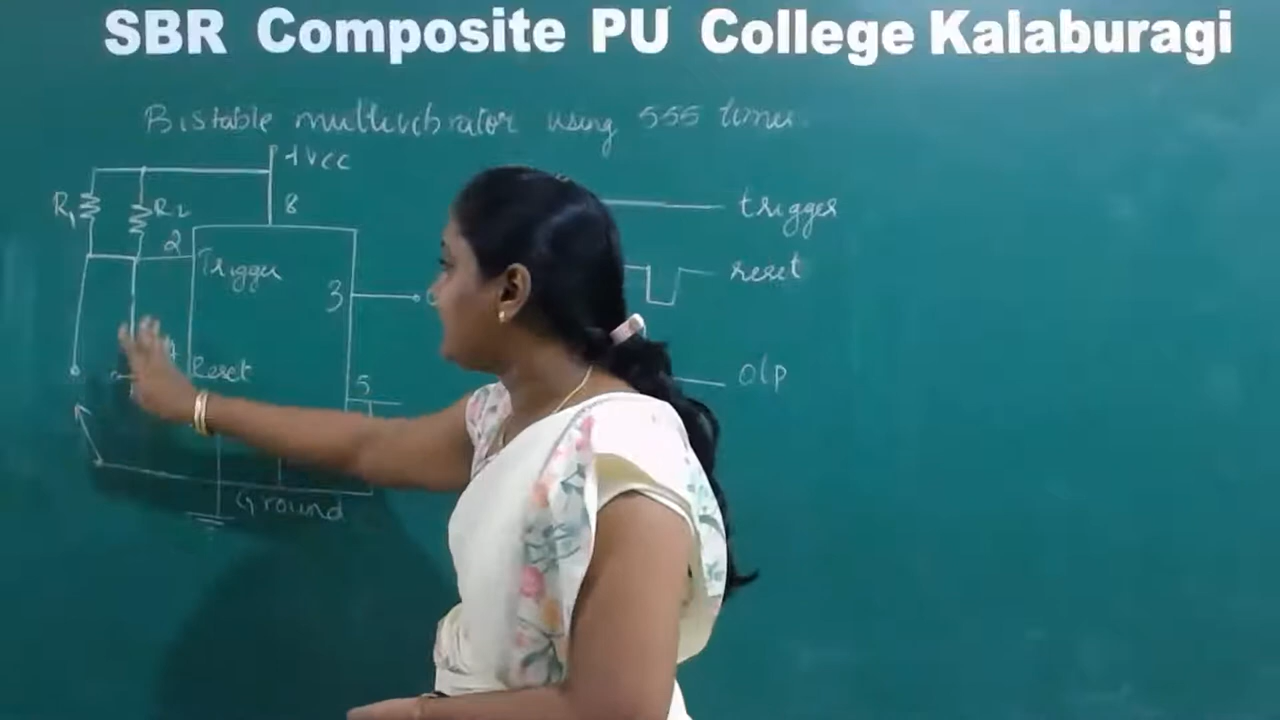 SBR Composite PU College Kalaburagi
Bistable multivibrator using 555 timer
+Vcc
R1
R2
8
2
Trigger
3
4
Reset
5
Ground
trigger
reset
O/p